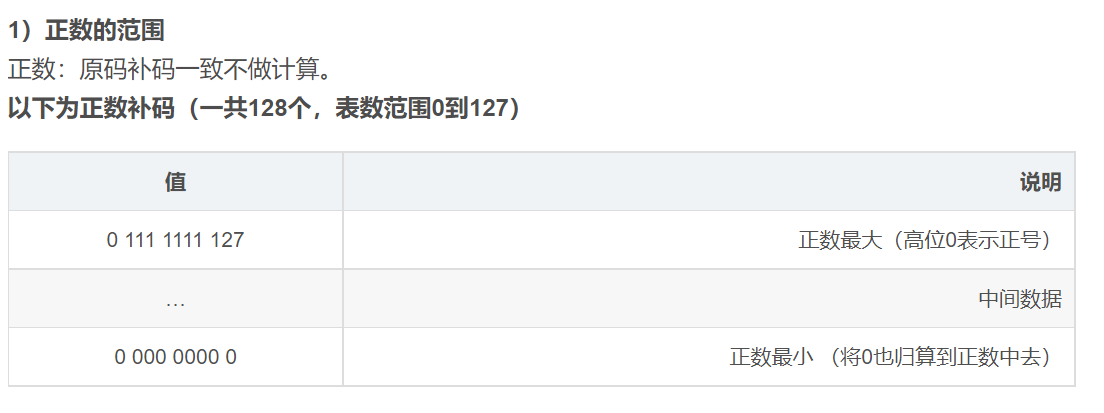 1）正数的范围
正数：原码补码一致不做计算。
以下为正数补码（一共128个，表数范围0到127）
值 说明
0 111 1111 127 正数最大（高位0表示正号）
… 中间数据
0 000 0000 0 正数最小 （将0也归算到正数中去）